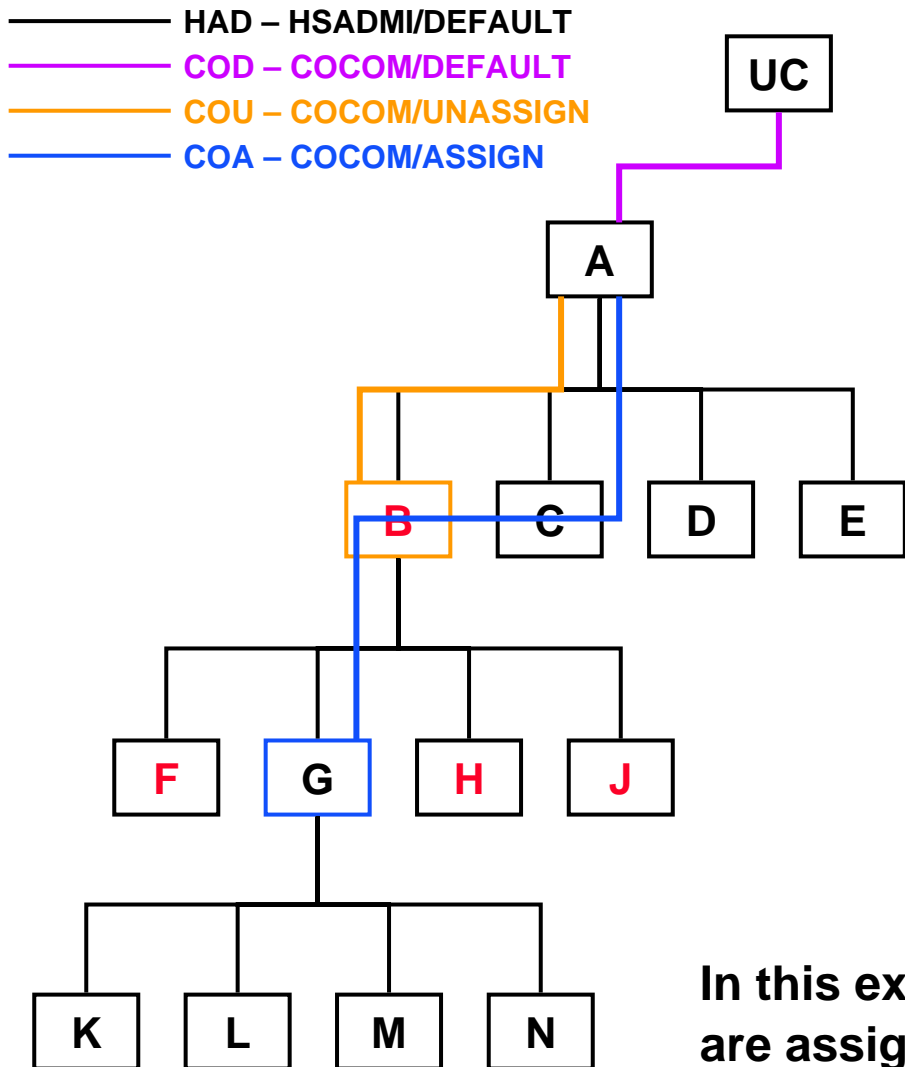 HAD – HSADMI/DEFAULT
COD – COCOM/DEFAULT
COU – COCOM/UNASSIGN
COA – COCOM/ASSIGN
UC
A
B C D E
F G H J
K L M N
In this ex
are assig